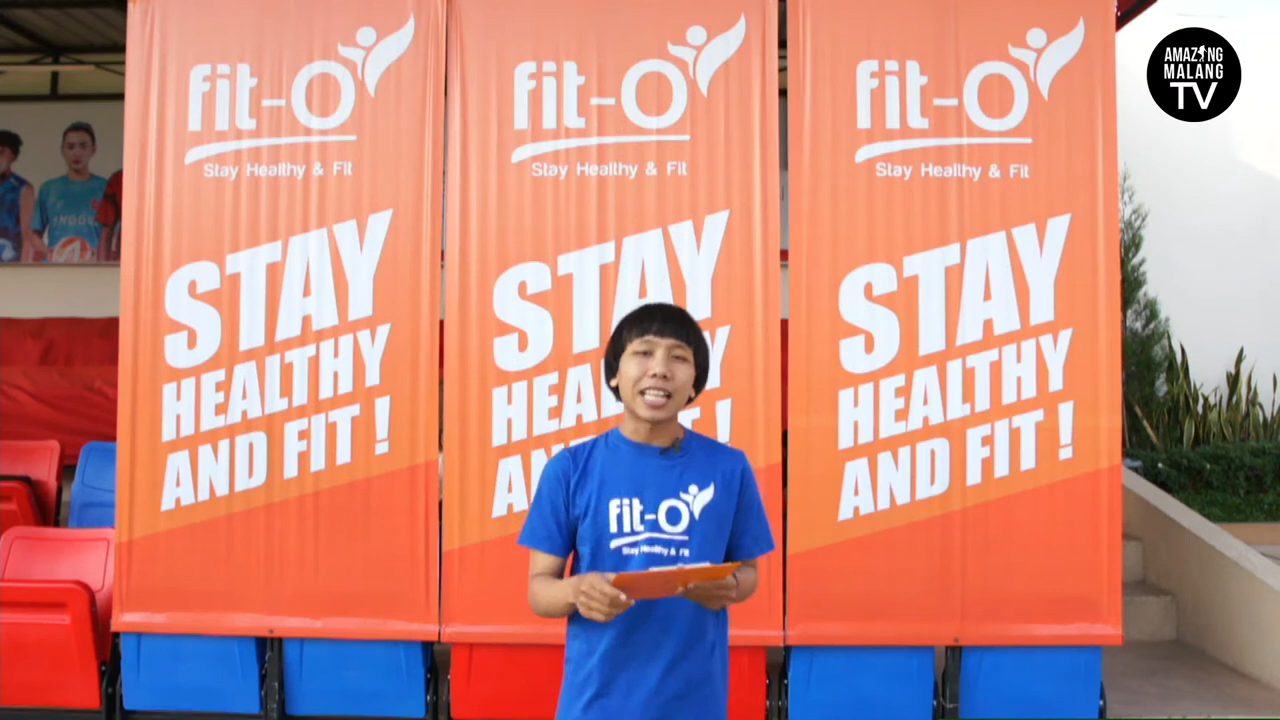 fit-O
Stay Healthy & Fit
STAY
HEALTHY
AND FIT !
fit-O
Stay Healthy & Fit
STAY
fit-O
Stay Healthy & Fit
STAY
HEALTHY
AND FIT !
fit-O
Stay Healthy & Fit
AMAZING
MALANG
TV